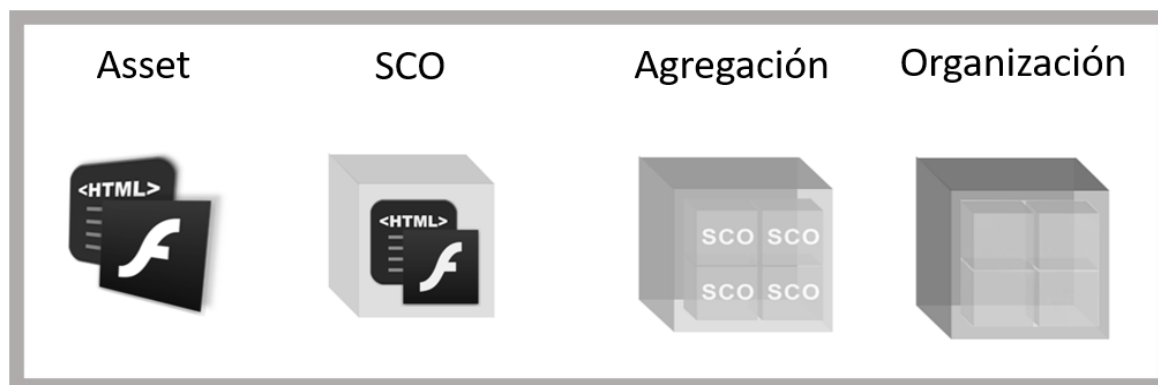 Asset
SCO
Agregación
Organización
<HTML>
<HTML>
SCO SCO
SCO SCO